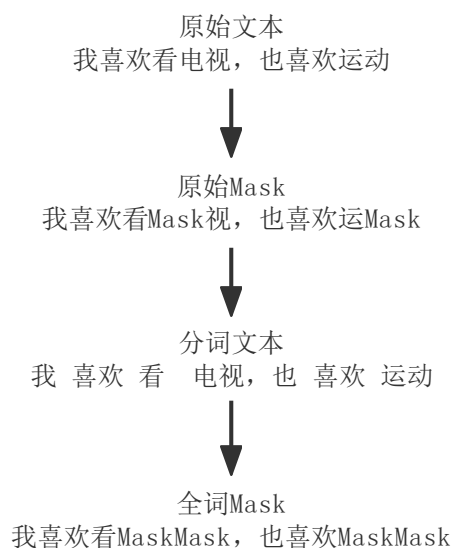 原始文本
我喜欢看电视，也喜欢运动
原始Mask
我喜欢看Mask视，也喜欢运Mask
分词文本
我 喜欢 看 电视，也 喜欢 运动
全词Mask
我喜欢看MaskMask，也喜欢MaskMask